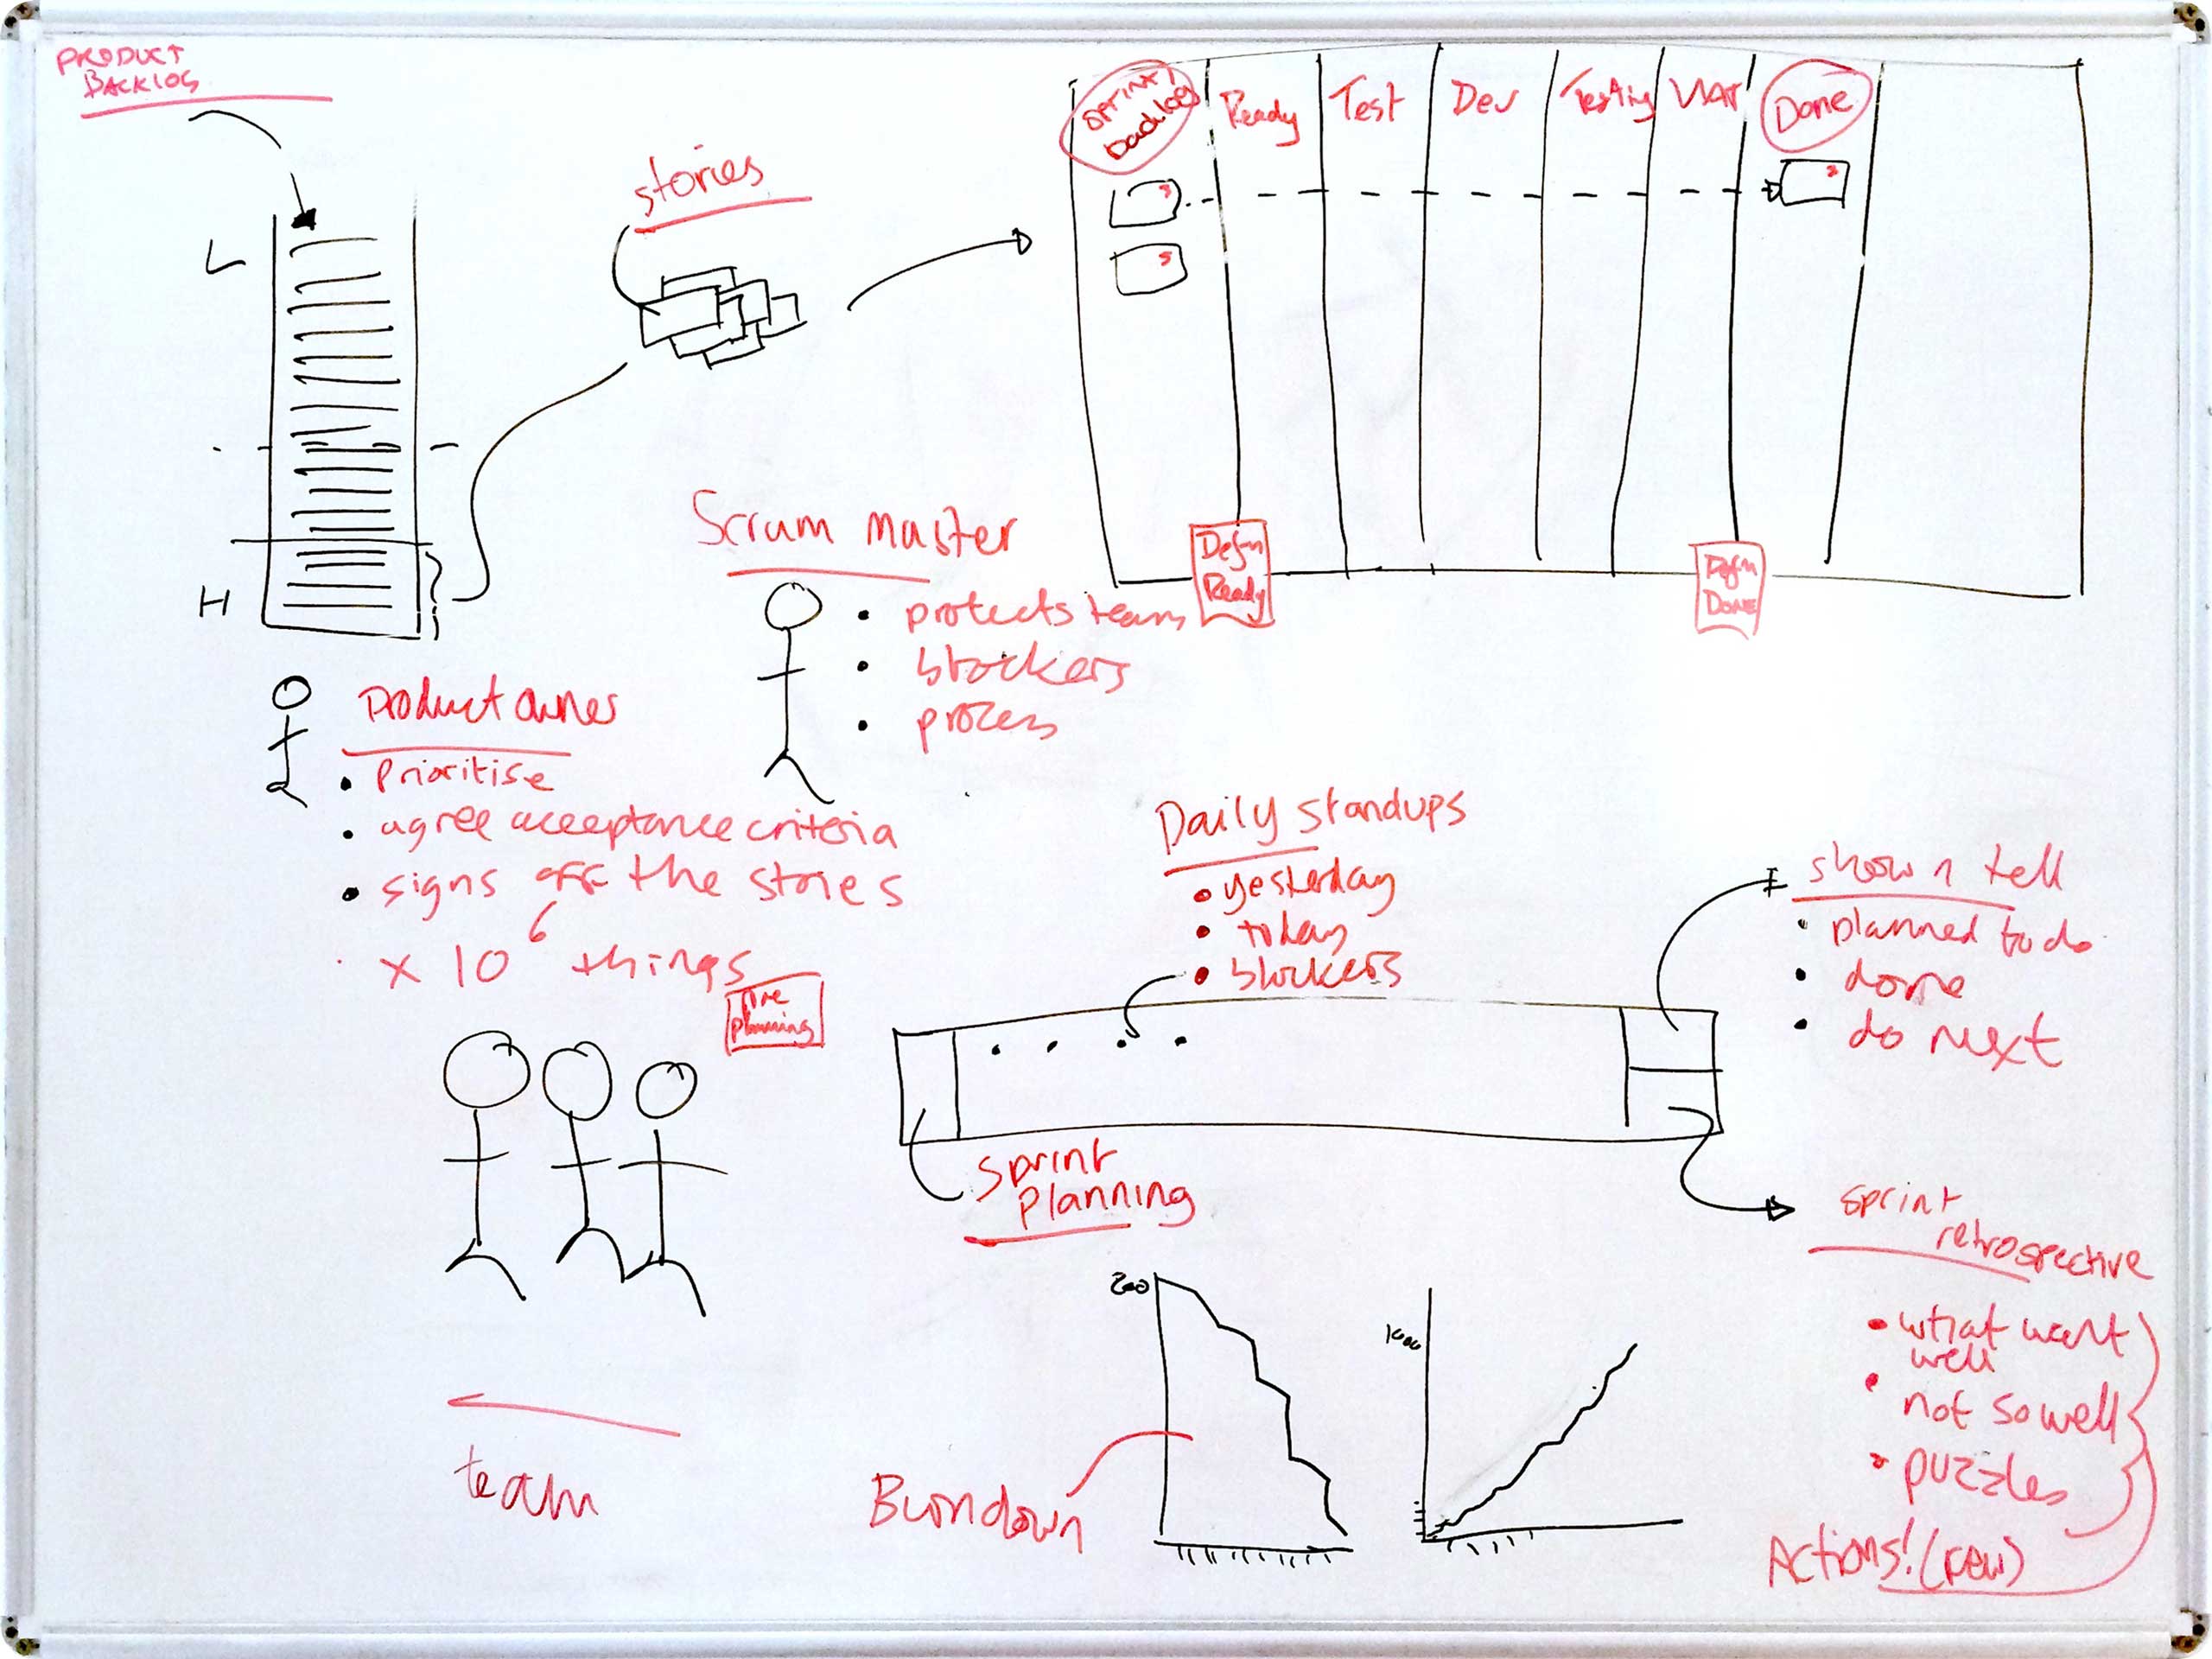 PRODUCT
BACKLOG
L
H
stories
sprint
backlog
Ready
Test
Dev
Testing
UAT
Done
5
5
Defn
Ready
Defn
DONE
Scrum master
• protects team
• blockers
• process
Product owner
• Prioritise
• agree acceptance criteria
• signs off the stories
• x 10^6 things
planning
team
Daily standups
• yesterday
• today
• blockers
Sprint
Planning
show n tell
• planned to do
• done
• do next
sprint
retrospective
• what went
well
• not so well
• puzzles
Actions! (few)
200
Burndown